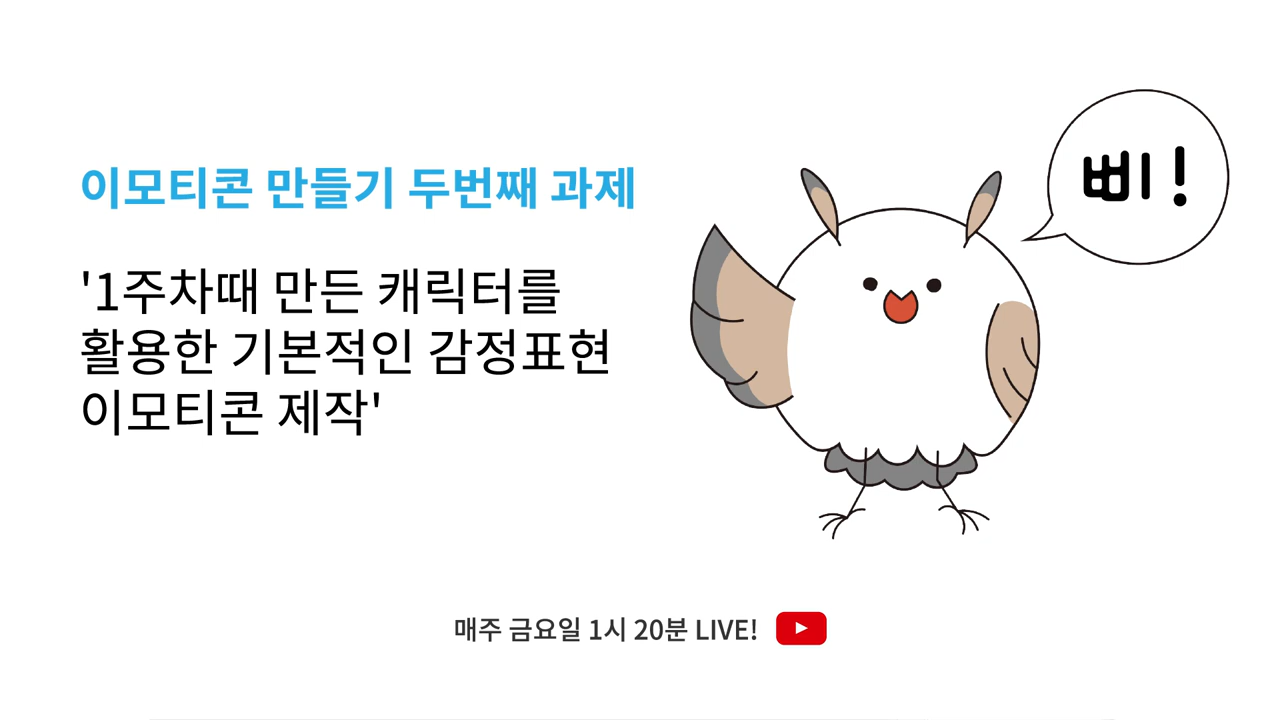 이모티콘 만들기 두번째 과제
'1주차때 만든 캐릭터를
활용한 기본적인 감정표현
이모티콘 제작'
삐!
매주 금요일 1시 20분 LIVE!